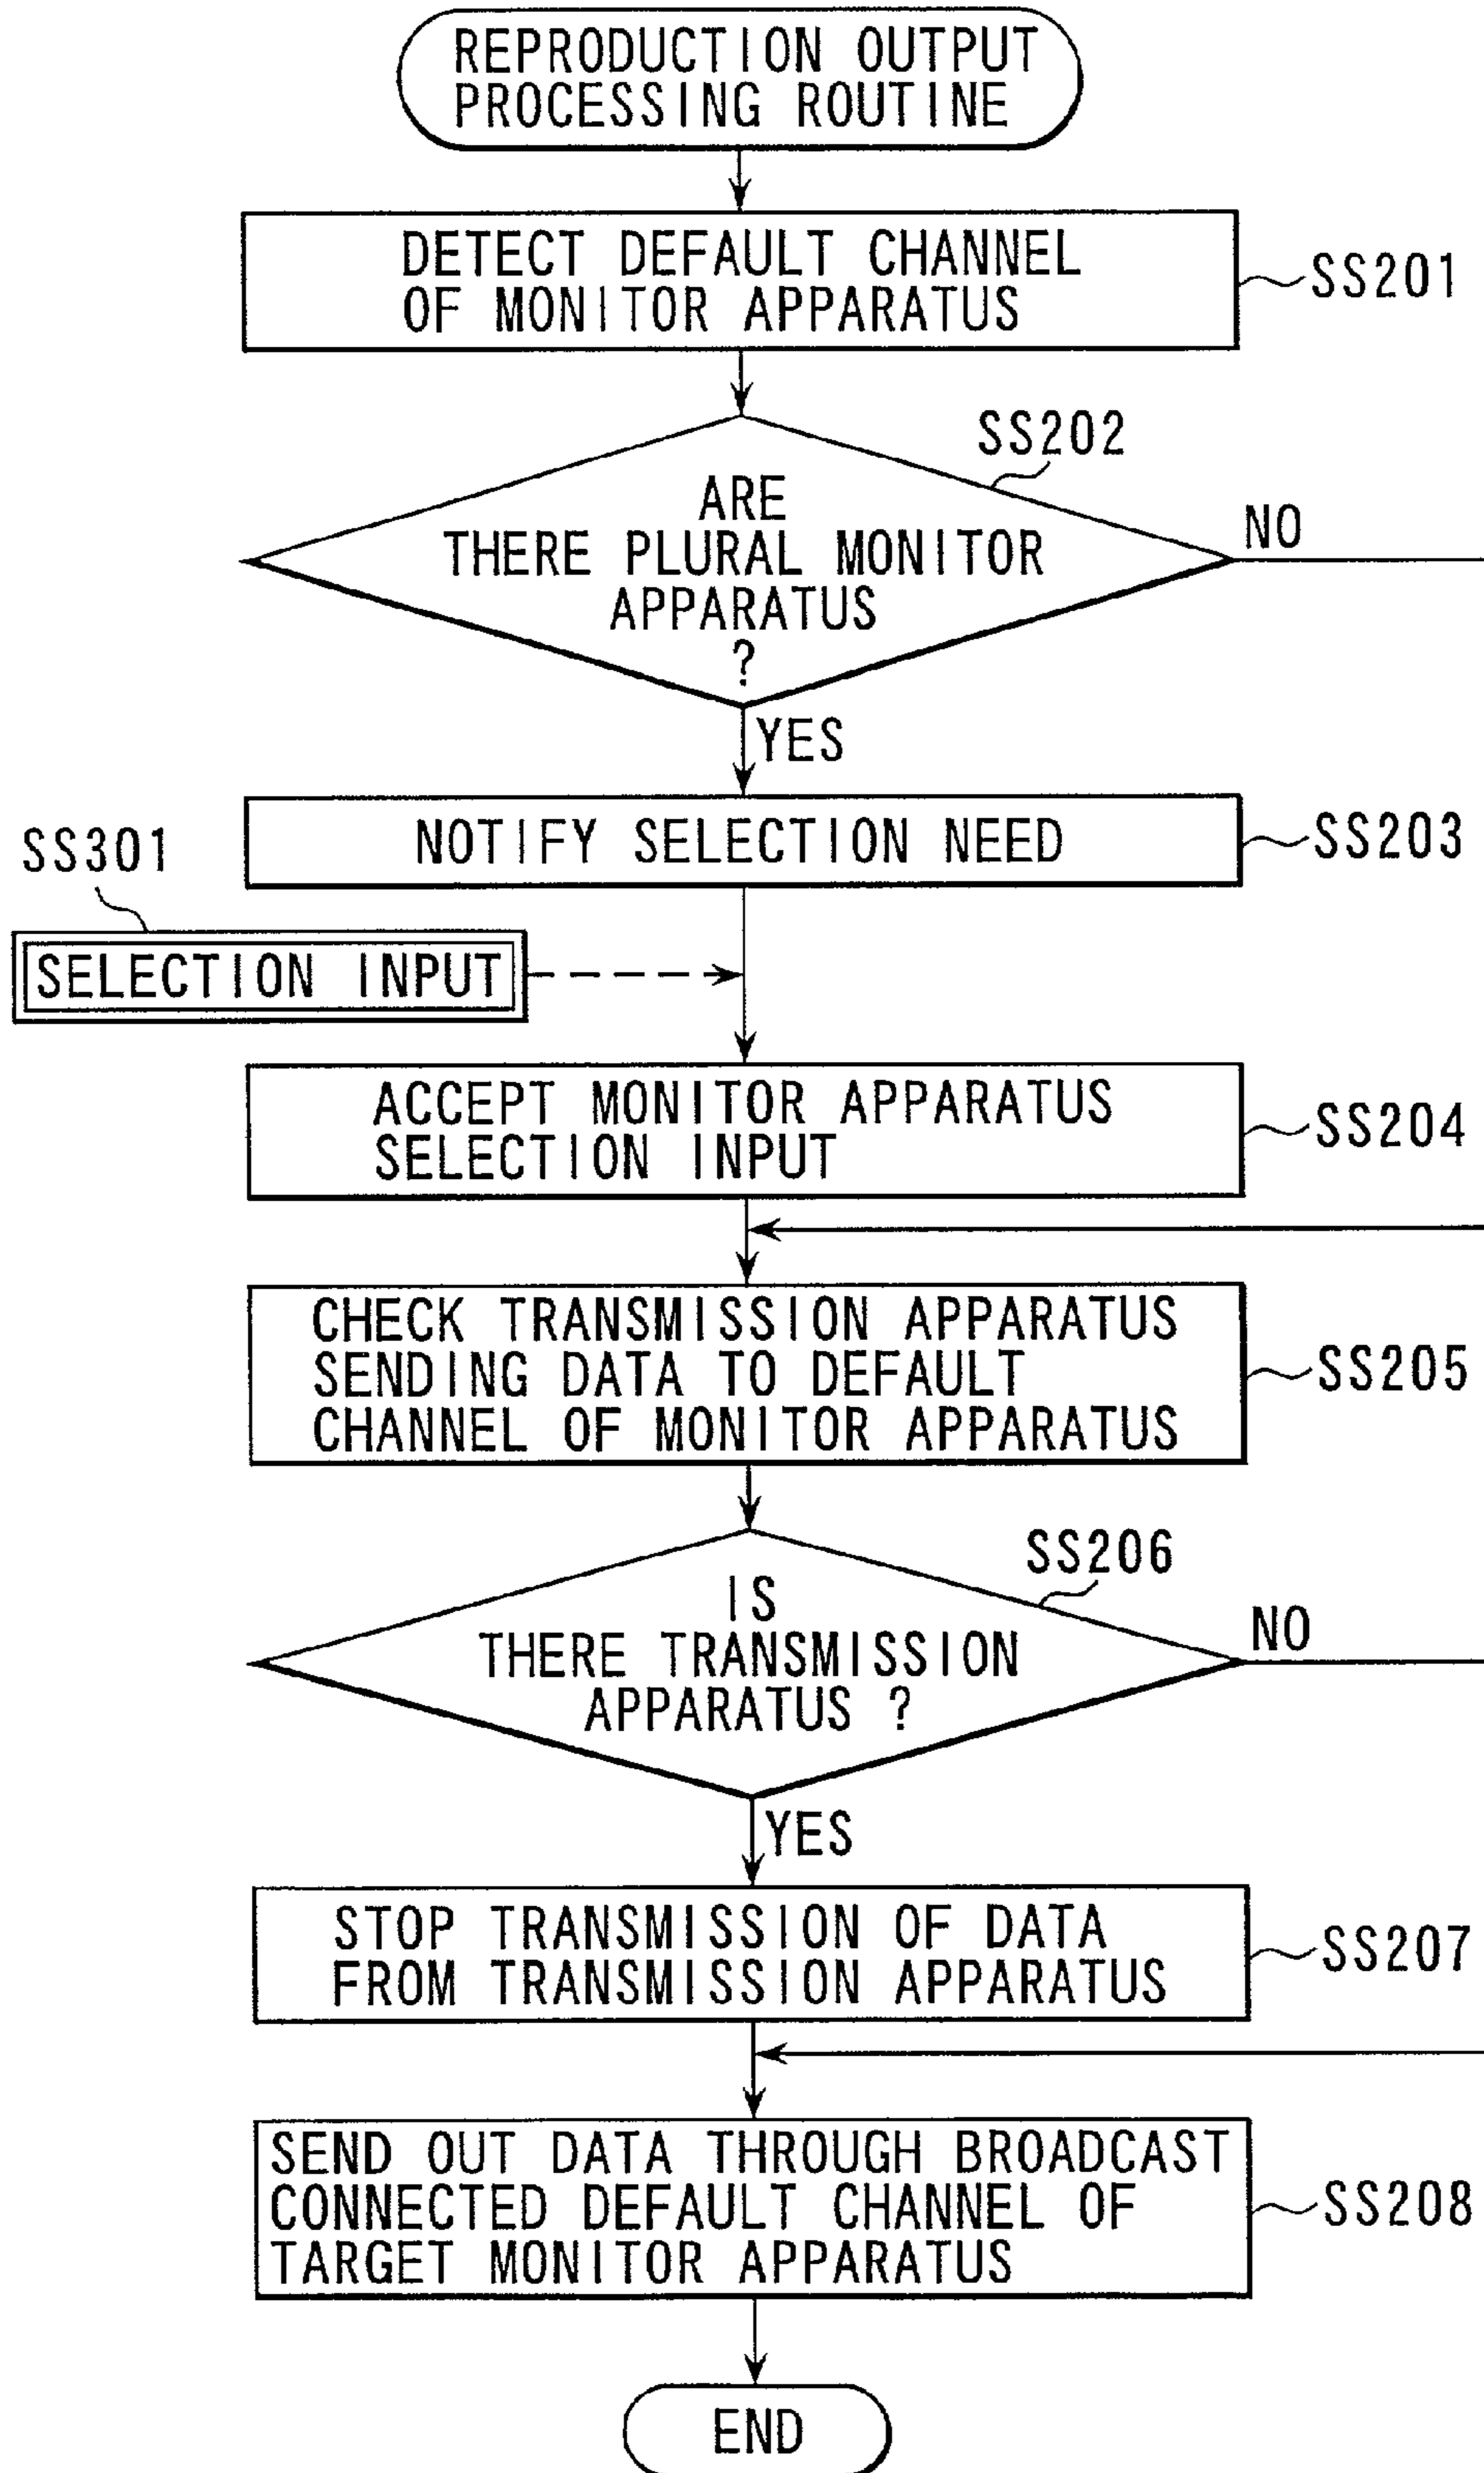 REPRODUCTION OUTPUT
PROCESSING ROUTINE
DETECT DEFAULT CHANNEL
OF MONITOR APPARATUS
SS201
SS202
ARE
THERE PLURAL MONITOR
APPARATUS
?
NO
YES
NOTIFY SELECTION NEED
SS203
SS301
SELECTION INPUT
ACCEPT MONITOR APPARATUS
SELECTION INPUT
SS204
CHECK TRANSMISSION APPARATUS
SENDING DATA TO DEFAULT
CHANNEL OF MONITOR APPARATUS
SS205
SS206
IS
THERE TRANSMISSION
APPARATUS ?
NO
YES
STOP TRANSMISSION OF DATA
FROM TRANSMISSION APPARATUS
SS207
SEND OUT DATA THROUGH BROADCAST
CONNECTED DEFAULT CHANNEL OF
TARGET MONITOR APPARATUS
SS208
END